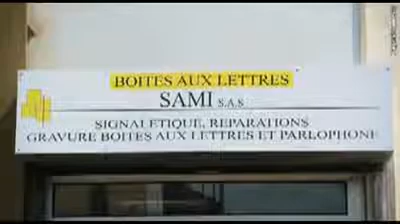 BOITES AUX LETTRES
SAMI S.A.S
SIGNALETIQUE, REPARATIONS
GRAVURE BOITES AUX LETTRES ET PARLOPHONE